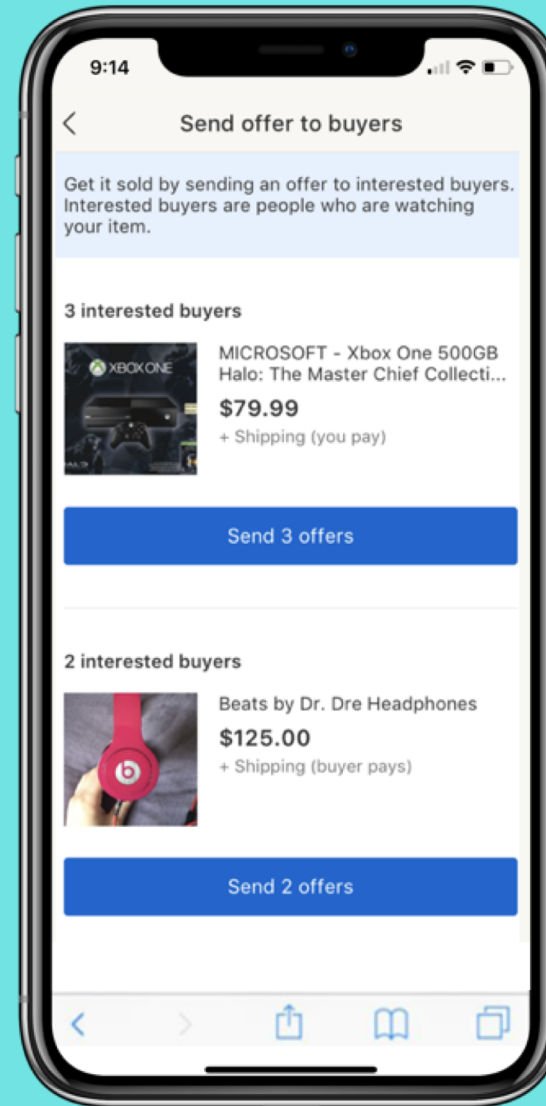 9:14
Send offer to buyers
Get it sold by sending an offer to interested buyers.
Interested buyers are people who are watching
your item.
3 interested buyers
XBOX ONE
MICROSOFT - Xbox One 500GB
Halo: The Master Chief Collecti...
$79.99
+ Shipping (you pay)
Send 3 offers
2 interested buyers
Beats by Dr. Dre Headphones
$125.00
+ Shipping (buyer pays)
b
Send 2 offers